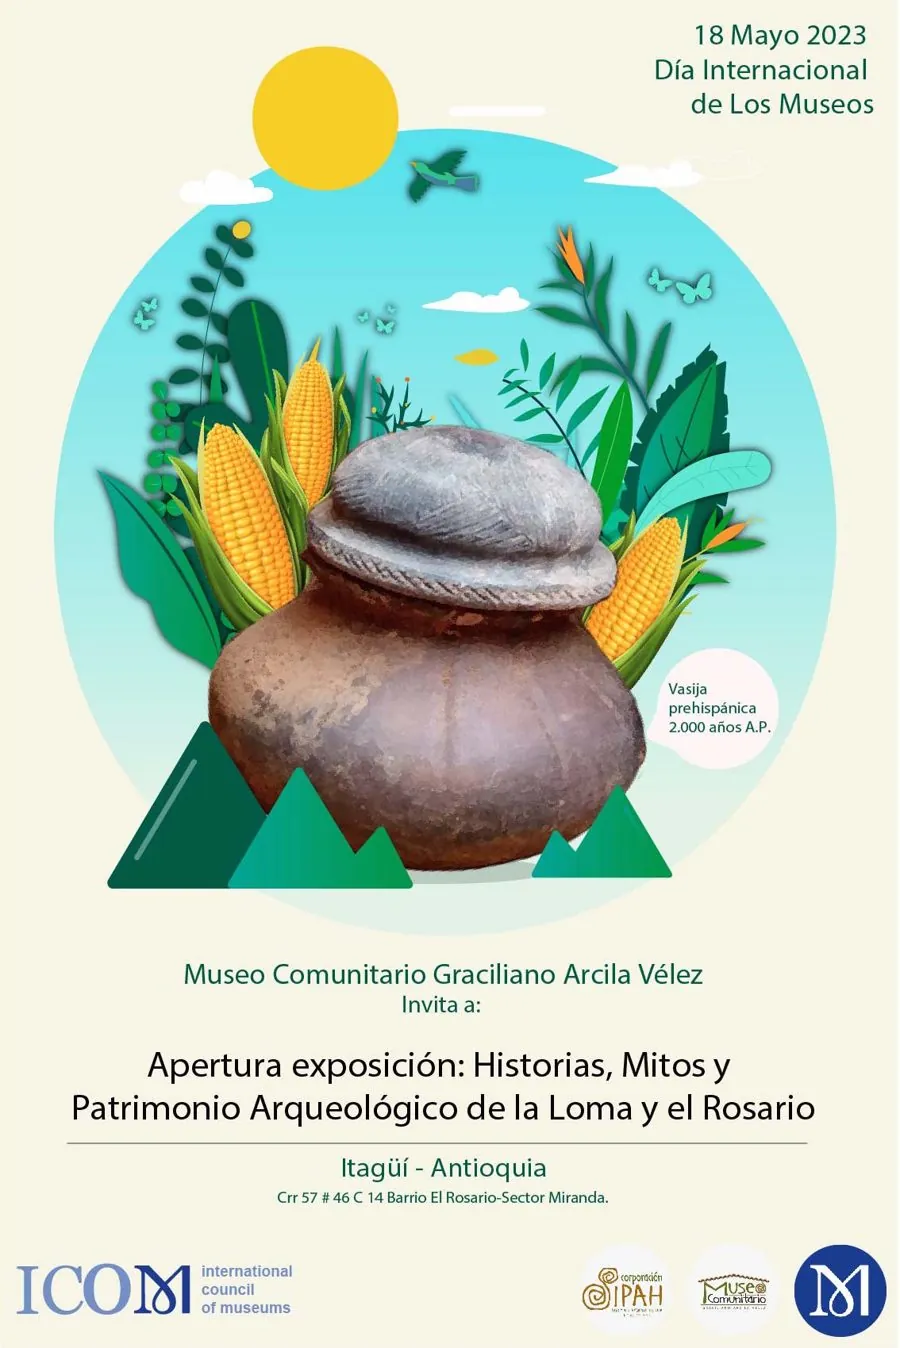 18 Mayo 2023
Día Internacional
de Los Museos
Vasija
prehispánica
2.000 años A.P.
Museo Comunitario Graciliano Arcila Vélez
Invita a:
Apertura exposición: Historias, Mitos y
Patrimonio Arqueológico de la Loma y el Rosario
Itagüí - Antioquia
Crr 57 # 46 C 14 Barrio El Rosario-Sector Miranda.
ICOM
international
council
of museums
corporación
SIPAH
Museo
Comunitario
M